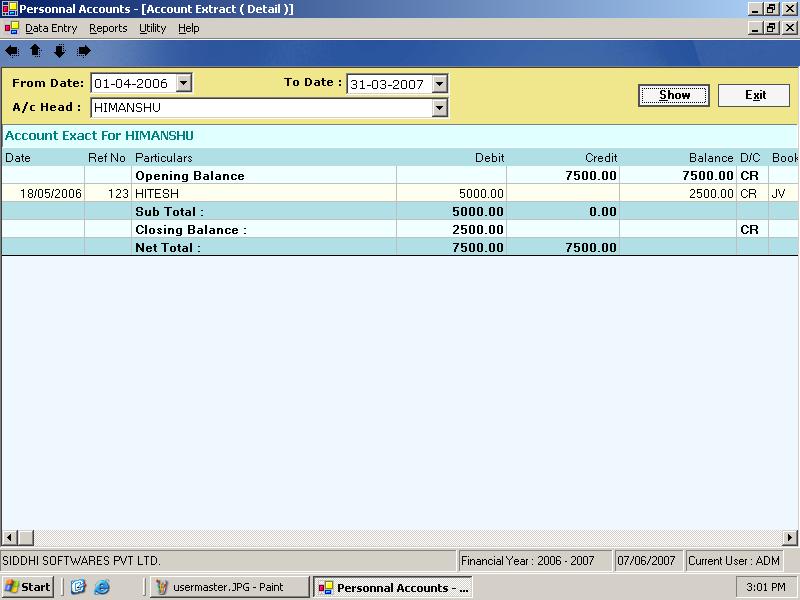 Personnal Accounts - [Account Extract ( Detail )]
Data Entry Reports Utility Help
From Date: 01-04-2006 To Date : 31-03-2007
A/c Head : HIMANSHU
Show Exit
Account Exact For HIMANSHU
Date Ref No Particulars Debit Credit Balance D/C Book
Opening Balance 7500.00 7500.00 CR
18/05/2006 123 HITESH 5000.00 2500.00 CR JV
Sub Total : 5000.00 0.00
Closing Balance : 2500.00 CR
Net Total : 7500.00 7500.00
SIDDHI SOFTWARES PVT LTD. Financial Year : 2006 - 2007 07/06/2007 Current User : ADM
Start usermaster.JPG - Paint Personnal Accounts - ... 3:01 PM